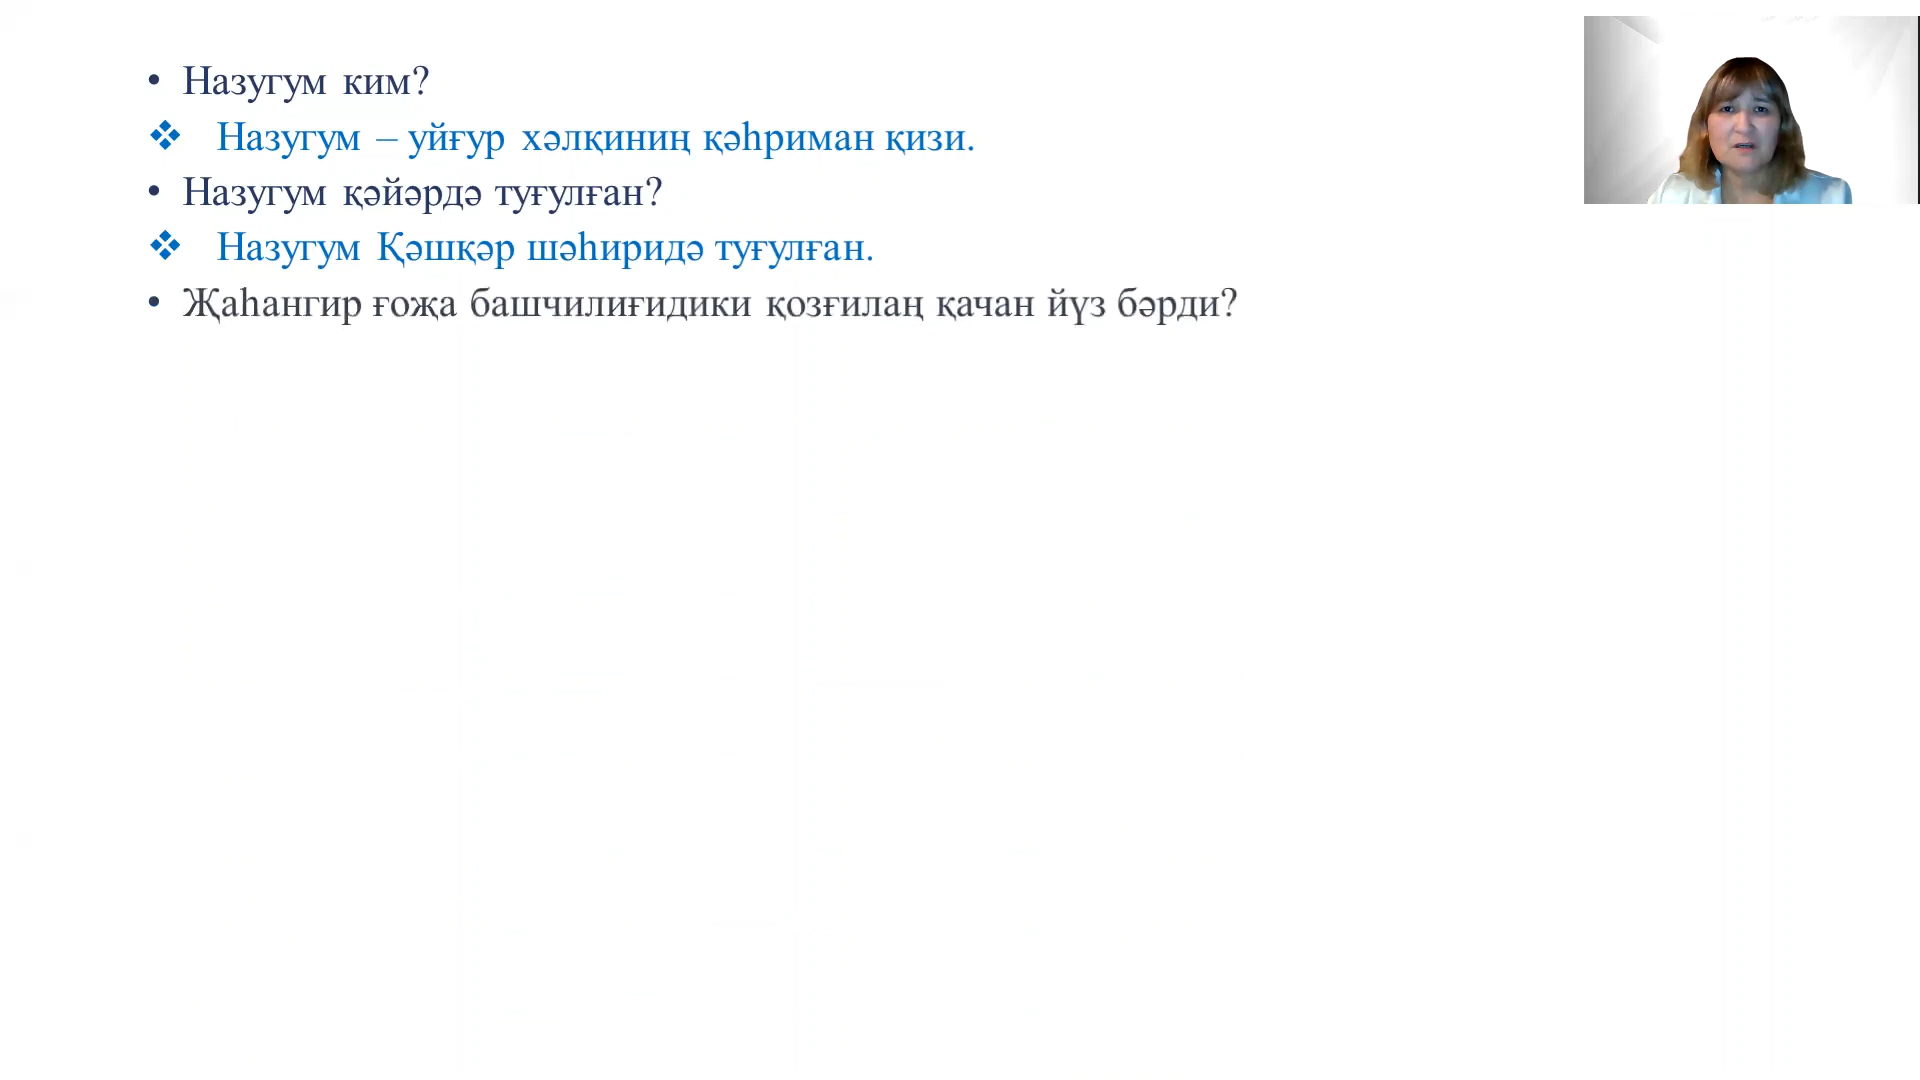 • Назугум ким?
❖ Назугум – уйғур хәлқиниң қәһриман қизи.
• Назугум қәйәрдә туғулған?
❖ Назугум Қәшқәр шәһиридә туғулған.
• Җаһангир ғоҗа башчилиғидики қозғилаң қачан йүз бәрди?